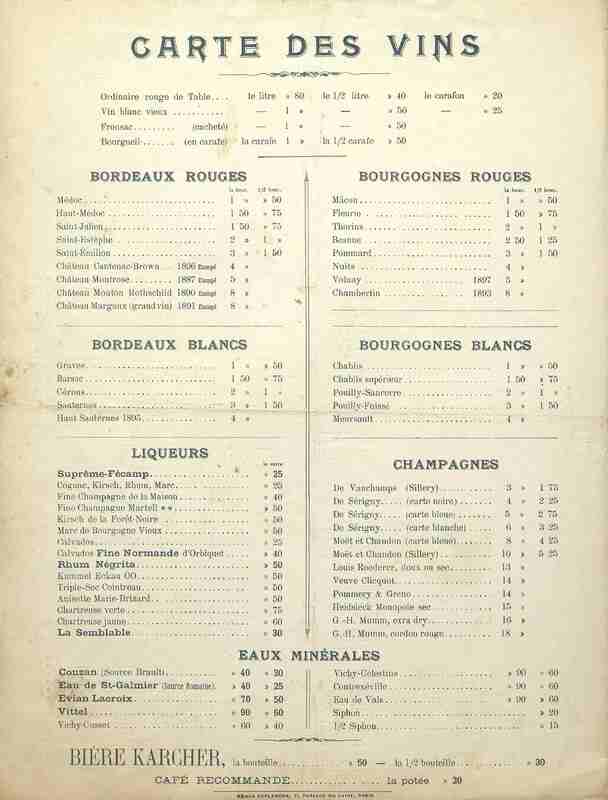 CARTE DES VINS
Ordinaire rouge de Table.... le litre » 80 le 1/2 litre » 40 le carafon » 20
Vin blanc vieux ........... — 1 » — » 50 — » 25
Fronsac......... (cacheté) — 1 » — » 50
Bourgueil....... (en carafe) la carafe 1 » la 1/2 carafe » 50
BORDEAUX ROUGES
la bout. 1/2 bout.
Médoc 1 » » 50
Haut-Médoc 1 50 » 75
Saint-Julien 1 50 » 75
Saint-Estèphe 2 » 1 »
Saint-Émilion 3 » 1 50
Château Cantenac-Brown 1896 Etampé 4 »
Château Montrose 1887 Etampé 5 »
Château Mouton Rothschild 1890 Etampé 8 »
Château Margaux (grand vin) 1891 Etampé 8 »
BOURGOGNES ROUGES
la bout. 1/2 bout.
Mâcon 1 » » 50
Fleurie 1 50 » 75
Thorins 2 » 1 »
Beaune 2 50 1 25
Pommard 3 » 1 50
Nuits 4 »
Volnay 1897 5 »
Chambertin 1893 6 »
BORDEAUX BLANCS
Graves 1 » » 50
Barsac 1 50 » 75
Cérons 2 » 1 »
Sauternes 3 » 1 50
Haut Sauternes 1895 4 »
BOURGOGNES BLANCS
Chablis 1 » » 50
Chablis supérieur 1 50 » 75
Pouilly-Sancerre 2 » 1 »
Pouilly-Fuissé 3 » 1 50
Meursault 4 »
LIQUEURS
le verre
Suprême-Fécamp » 25
Cognac, Kirsch, Rhum, Marc » 25
Fine Champagne de la Maison » 40
Fine Champagne Martell ** » 50
Kirsch de la Forêt-Noire » 50
Marc de Bourgogne Vieux » 50
Calvados » 25
Calvados Fine Normande d'Orbiquet » 40
Rhum Négrita » 50
Kummel Eckau OO » 50
Triple-Sec Cointreau » 50
Anisette Marie-Brizard » 50
Chartreuse verte » 75
Chartreuse jaune » 60
La Semblable » 30
CHAMPAGNES
De Vauchamps (Sillery) 3 » 1 75
De Sérigny (carte noire) 4 » 2 25
De Sérigny (carte bleue) 5 » 2 75
De Sérigny (carte blanche) 6 » 3 25
Moët et Chandon (carte bleue) 8 » 4 25
Moët et Chandon (Sillery) 10 » 5 25
Louis Roederer, doux ou sec 13 »
Veuve Clicquot 14 »
Pommery & Greno 14 »
Heidsieck Monopole sec 15 »
G.-H. Mumm, extra dry 16 »
G.-H. Mumm, cordon rouge 18 »
EAUX MINÉRALES
Couzan (Source Brault) » 40 » 20
Eau de St-Galmier (Source Romaine) » 40 » 25
Evian Lacroix » 70 » 50
Vittel » 90 » 60
Vichy-Cusset » 60 » 40
Vichy-Célestins » 90 » 60
Contrexéville » 90 » 60
Eau de Vals » 90 » 60
Siphon » 20
1/2 Siphon » 15
BIÈRE KARCHER, la bouteille » 50 — la 1/2 bouteille » 30
CAFÉ RECOMMANDÉ la potée » 30
PARIS